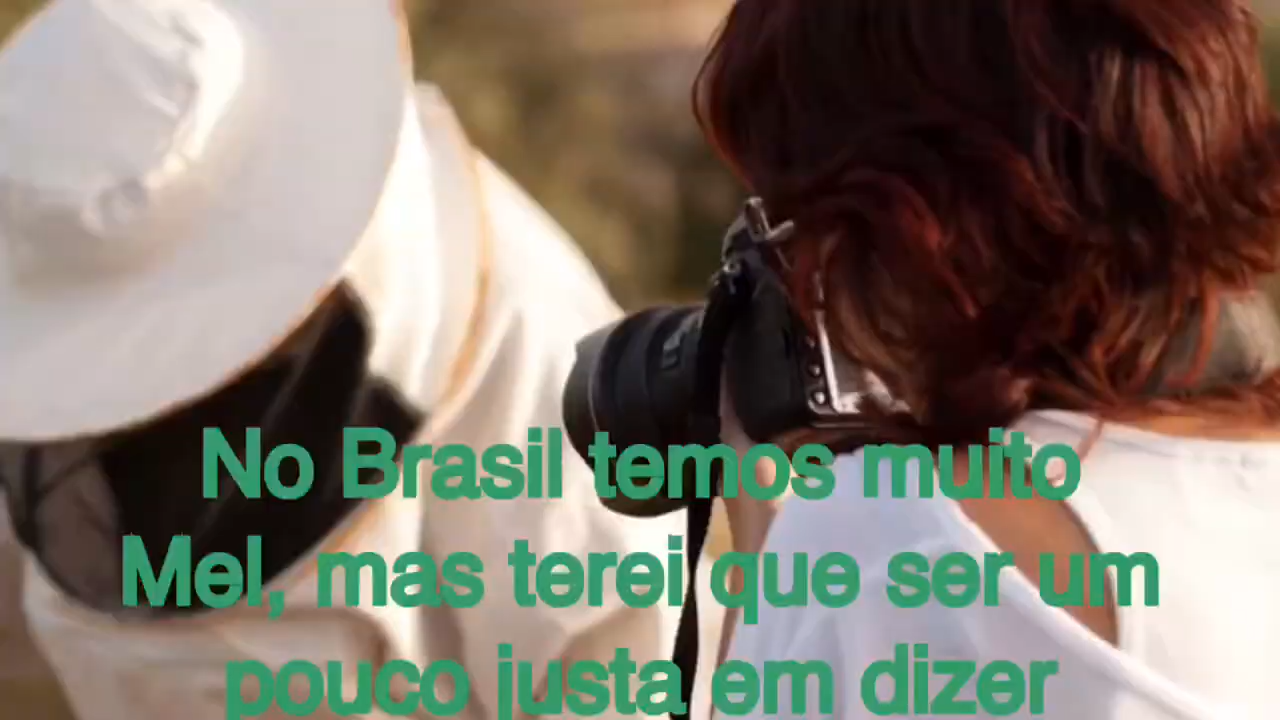 No Brasil temos muito
Mel, mas terei que ser um
pouco justa em dizer